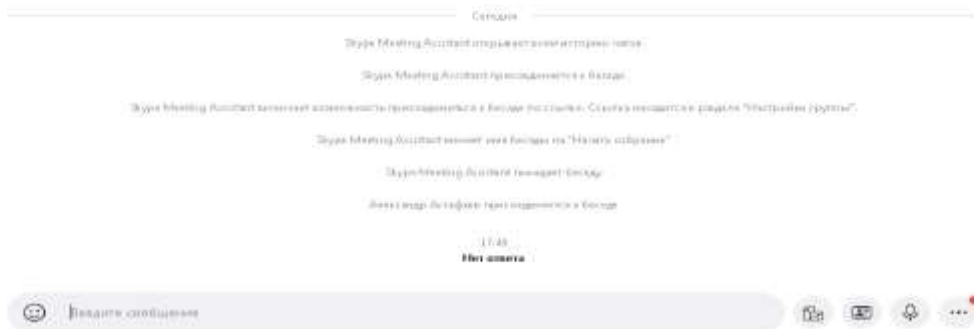 Сегодня
Skype Meeting Assistant открывает всем историю чата
Skype Meeting Assistant присоединяется к беседе
Skype Meeting Assistant включает возможность присоединиться к беседе по ссылке. Ссылка находится в разделе "Настройки группы".
Skype Meeting Assistant меняет имя беседы на "Начать собрание"
Skype Meeting Assistant покидает беседу
Александр Астафьев присоединяется к беседе
17:48
Нет ответа
Введите сообщение